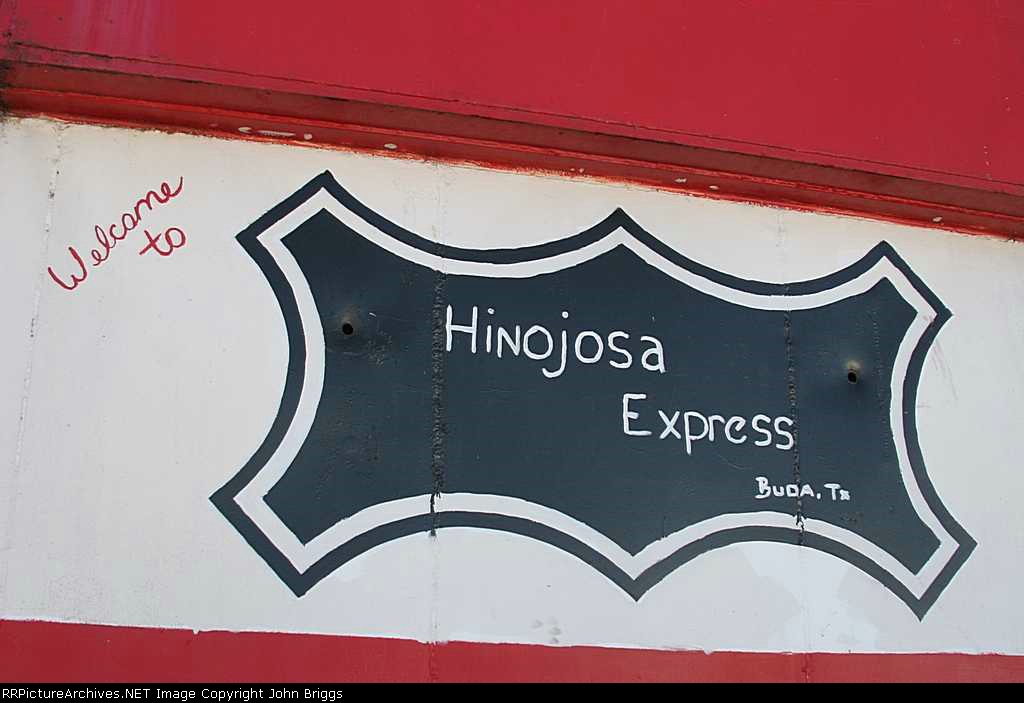 Welcome
to
Hinojosa
Express
Buda, Tx
RRPictureArchives.NET Image Copyright John Briggs